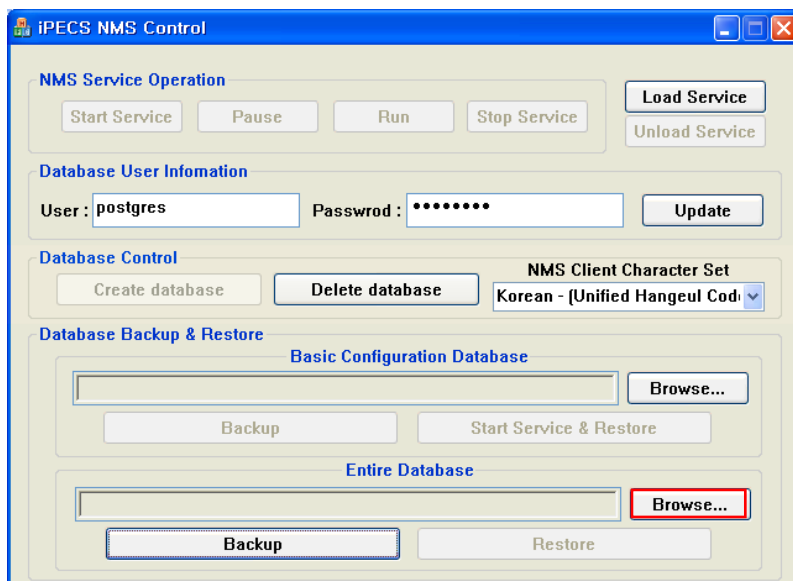 iPECS NMS Control
NMS Service Operation
Start Service Pause Run Stop Service
Load Service
Unload Service
Database User Infomation
User : postgres Passwrod : •••••••• Update
Database Control
Create database Delete database
NMS Client Character Set
Korean - (Unified Hangeul Cod
Database Backup & Restore
Basic Configuration Database
Browse...
Backup Start Service & Restore
Entire Database
Browse...
Backup Restore